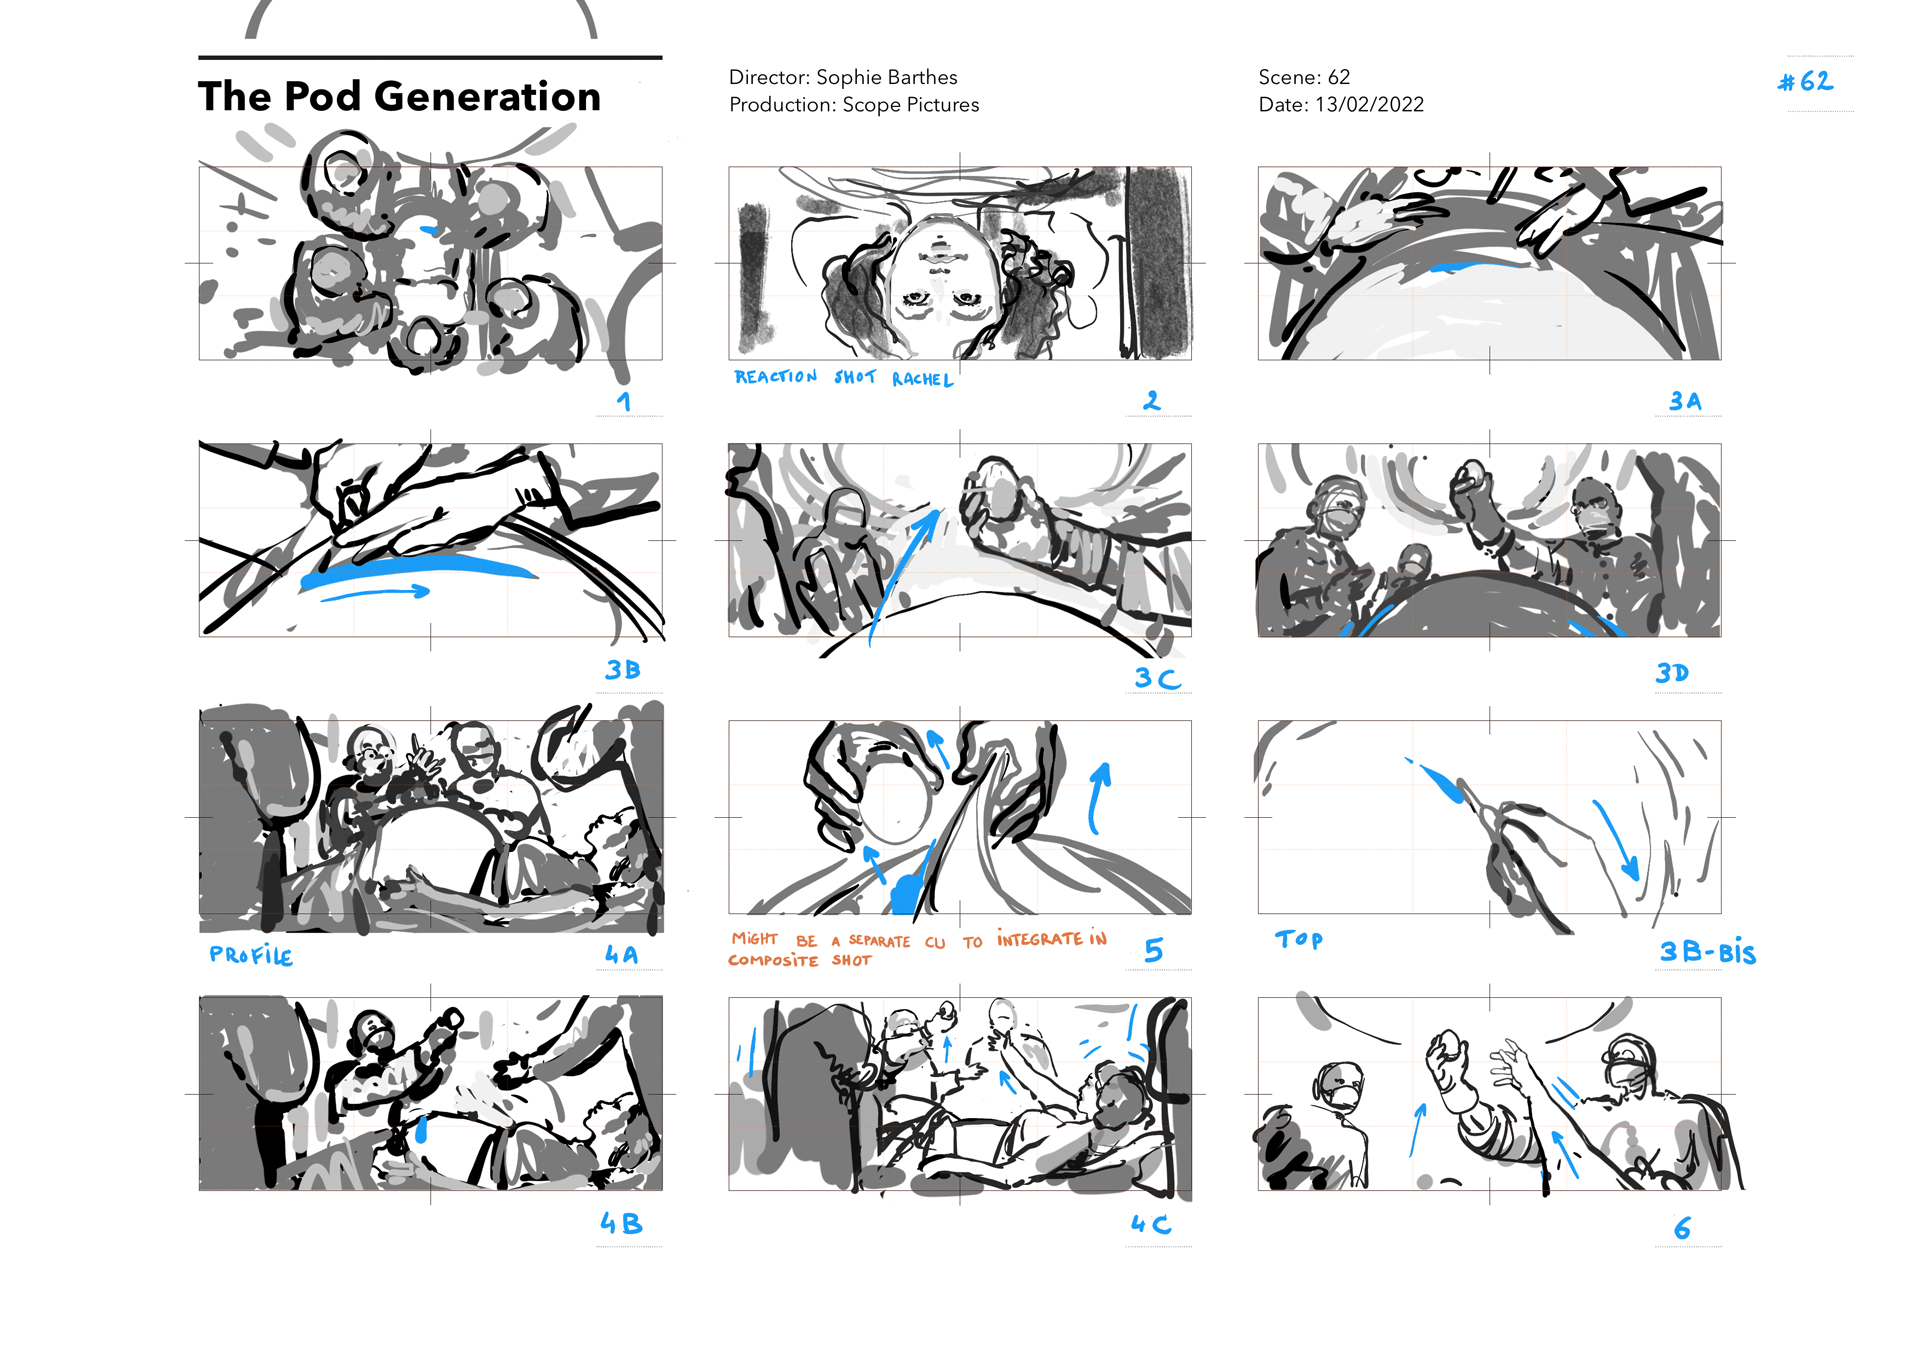 The Pod Generation
Director: Sophie Barthes
Production: Scope Pictures
Scene: 62
Date: 13/02/2022
#62
REACTION SHOT RACHEL
1
2
3A
3B
3C
3D
PROFILE
4A
MIGHT BE A SEPARATE CU TO INTEGRATE IN
COMPOSITE SHOT
5
TOP
3B-BIS
4B
4C
6